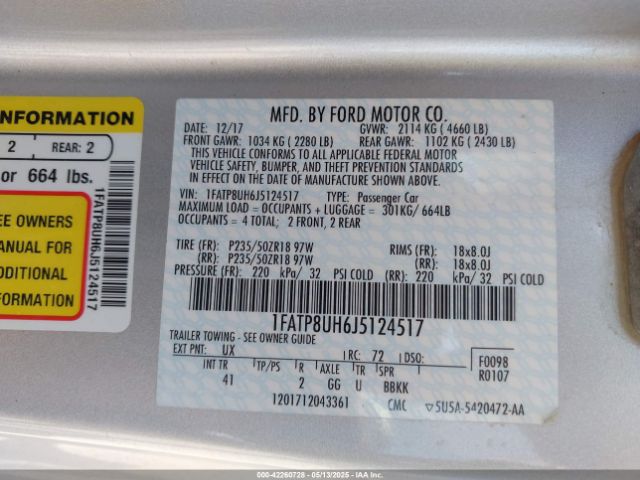 NFORMATION
2 REAR: 2
or 664 lbs.
EE OWNERS
MANUAL FOR
ADDITIONAL
INFORMATION
1FATP8UH6J5124517
MFD. BY FORD MOTOR CO.
DATE: 12/17 GVWR: 2114 KG ( 4660 LB)
FRONT GAWR: 1034 KG ( 2280 LB) REAR GAWR: 1102 KG ( 2430 LB)
THIS VEHICLE CONFORMS TO ALL APPLICABLE FEDERAL MOTOR
VEHICLE SAFETY, BUMPER, AND THEFT PREVENTION STANDARDS
IN EFFECT ON THE DATE OF MANUFACTURE SHOWN ABOVE.
VIN: 1FATP8UH6J5124517 TYPE: Passenger Car
MAXIMUM LOAD = OCCUPANTS + LUGGAGE = 301KG/ 664LB
OCCUPANTS = 4 TOTAL; 2 FRONT, 2 REAR
TIRE (FR): P235/50ZR18 97W RIMS (FR): 18x8.0J
(RR): P235/50ZR18 97W (RR): 18x8.0J
PRESSURE (FR): 220 kPa/ 32 PSI COLD (RR): 220 kPa/ 32 PSI COLD
1FATP8UH6J5124517
TRAILER TOWING - SEE OWNER GUIDE
EXT PNT: UX RC: 72 DSO: F0098
INT TR TP/PS R AXLE TR SPR R0107
41 2 GG U BBKK
1201712043361 CMC 5U5A-5420472-AA
000-42260728 - 05/13/2025 - IAA Inc.